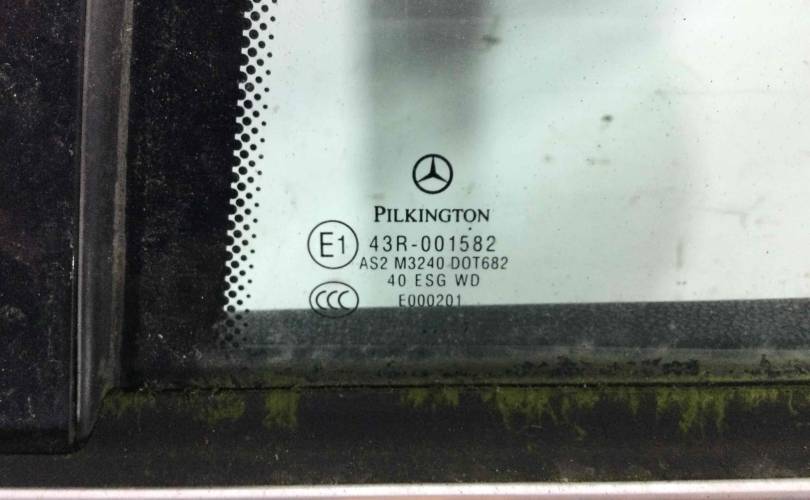 PILKINGTON
E1 43R-001582
AS2 M3240 DOT682
40 ESG WD
CCC E000201